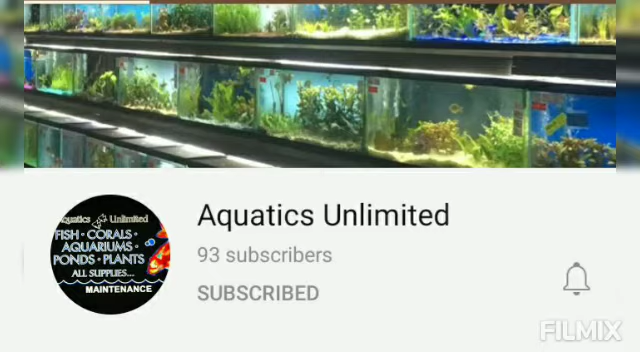 Aquatics Unlimited
93 subscribers
SUBSCRIBED
Aquatics Unlimited
FISH · CORALS ·
AQUARIUMS ·
PONDS · PLANTS
ALL SUPPLIES...
MAINTENANCE
FILMIX